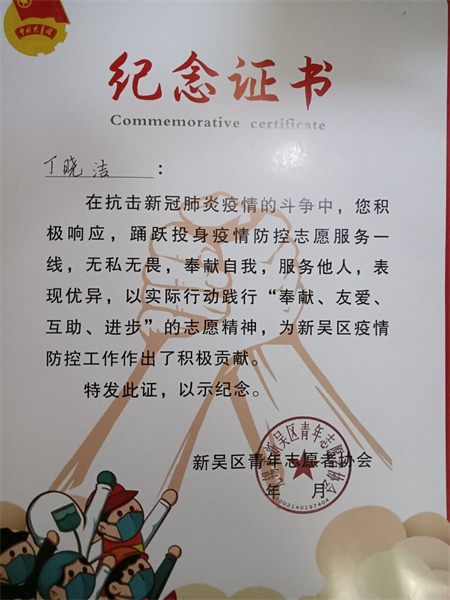 中国共青团
纪念证书
Commemorative certificate
丁晓洁：
在抗击新冠肺炎疫情的斗争中，您积
极响应，踊跃投身疫情防控志愿服务一
线，无私无畏，奉献自我，服务他人，表
现优异，以实际行动践行“奉献、友爱、
互助、进步”的志愿精神，为新吴区疫情
防控工作作出了积极贡献。
特发此证，以示纪念。
新吴区青年志愿者协会
年 月